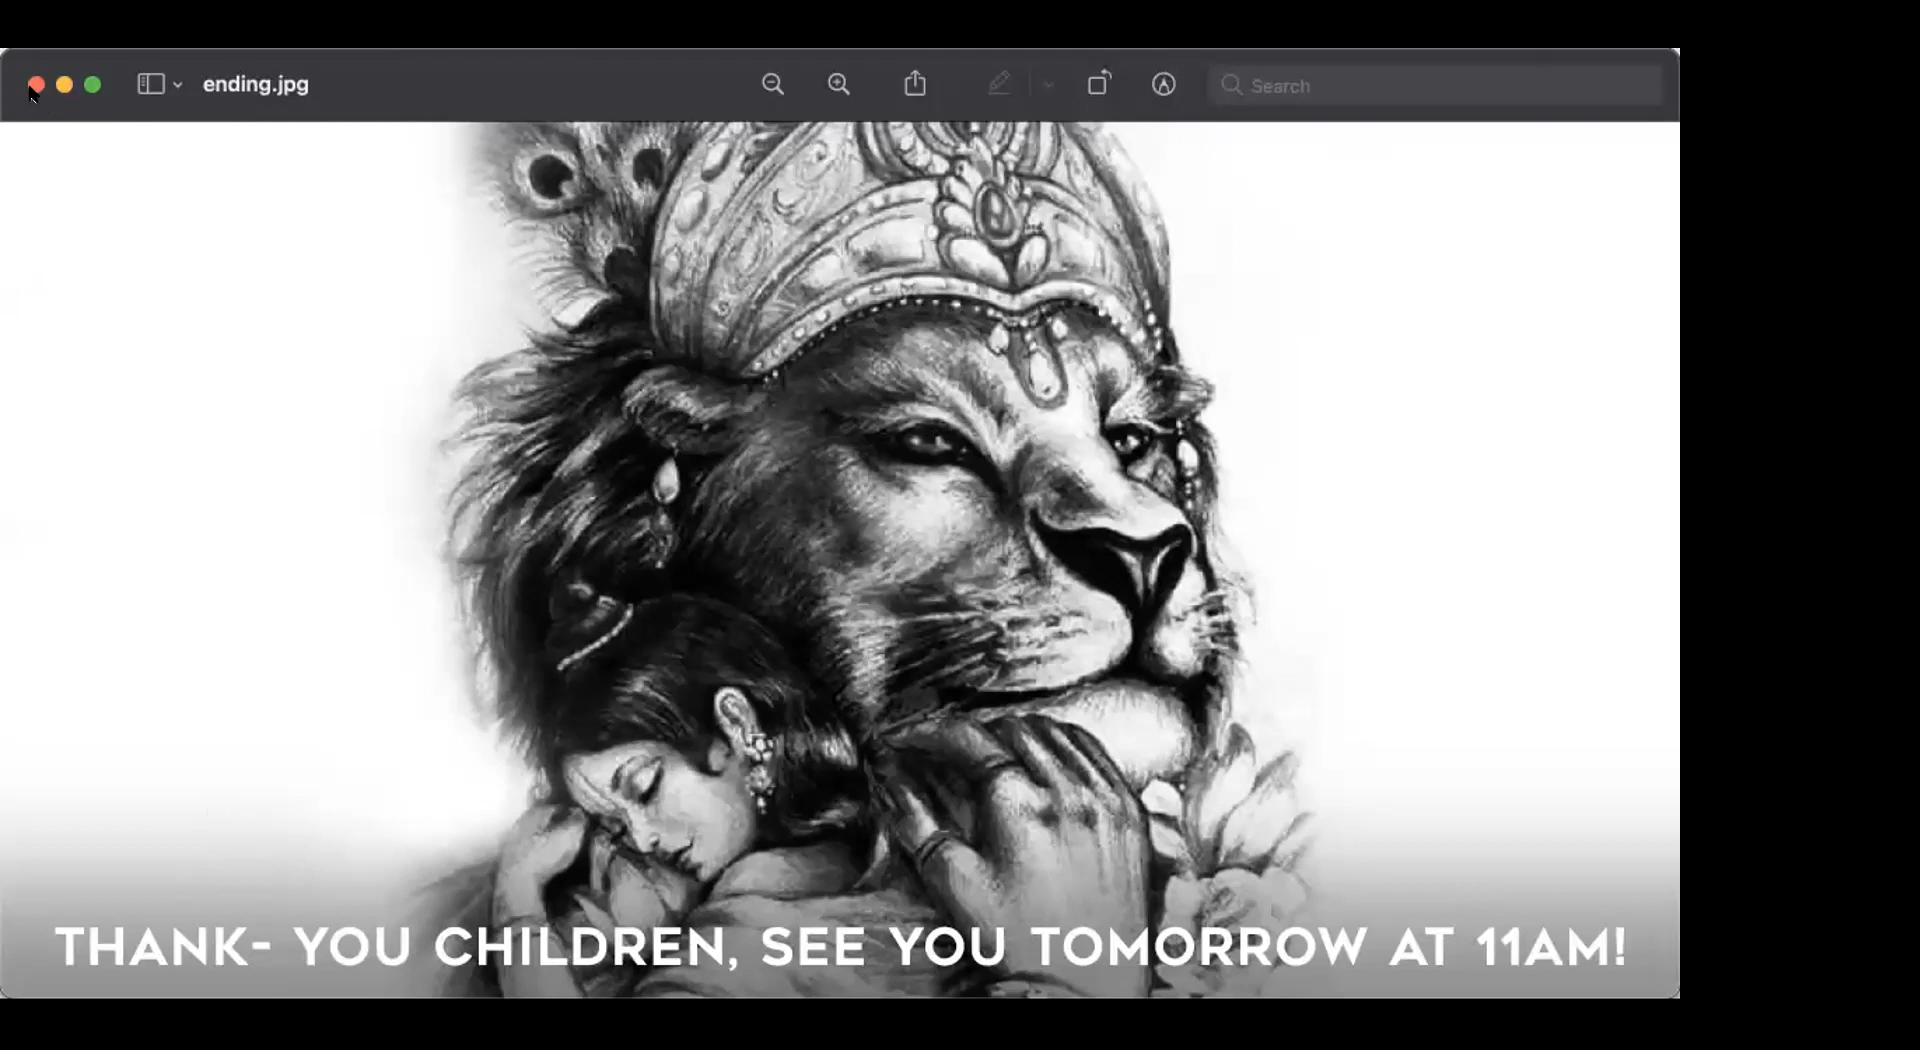 ending.jpg
Search
THANK- YOU CHILDREN, SEE YOU TOMORROW AT 11AM!